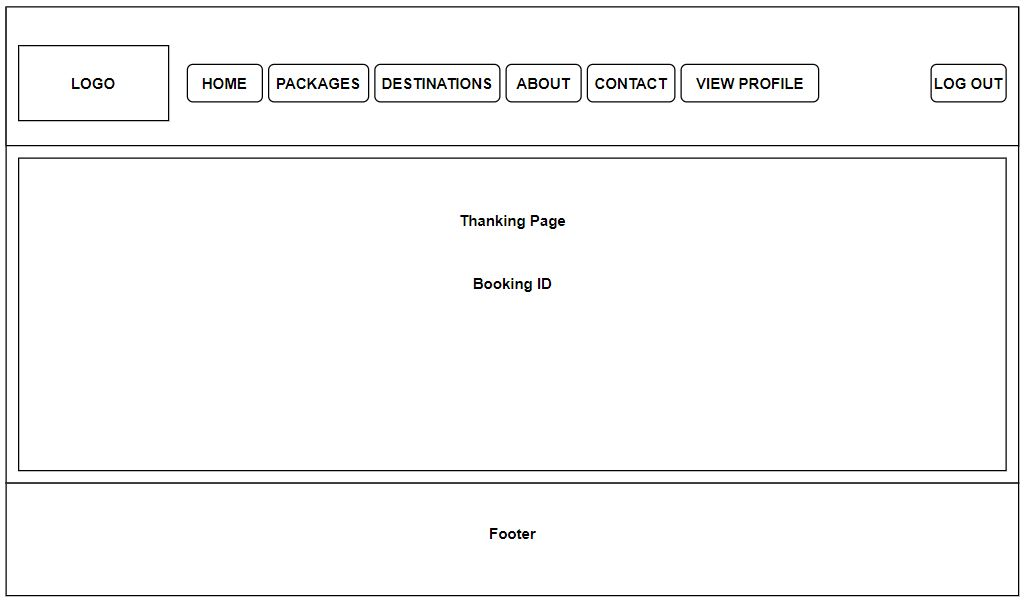 LOGO
HOME PACKAGES DESTINATIONS ABOUT CONTACT VIEW PROFILE LOG OUT
Thanking Page
Booking ID
Footer